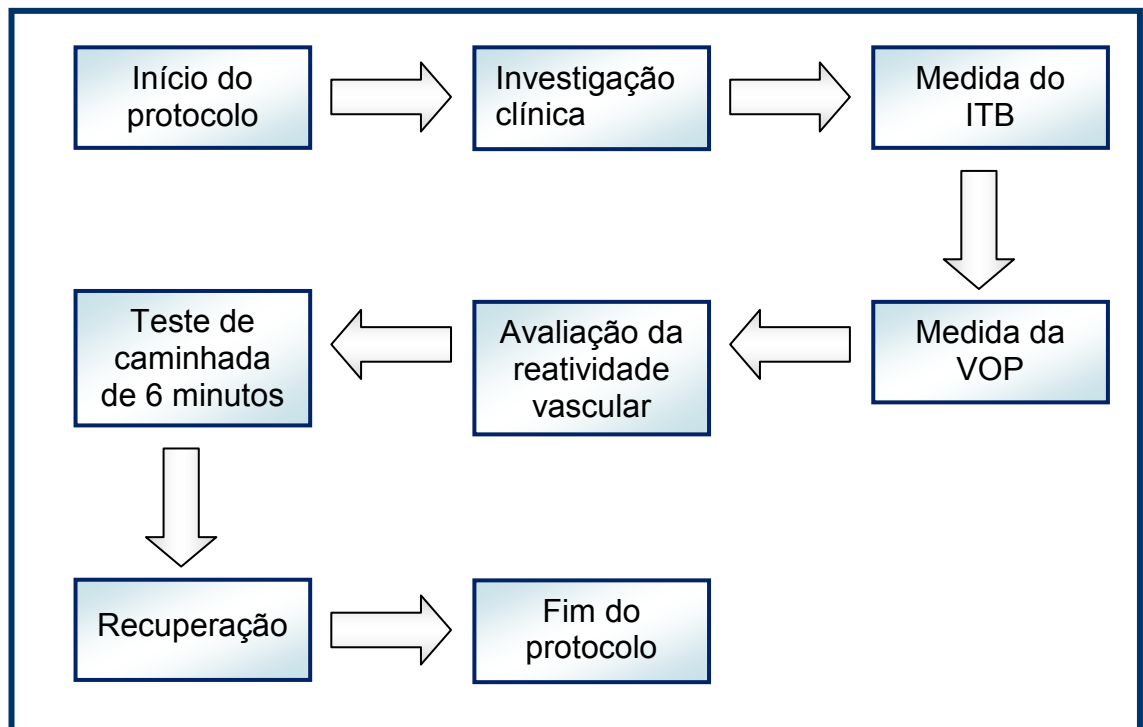 Início do
protocolo
Investigação
clínica
Medida do
ITB
Medida da
VOP
Avaliação da
reatividade
vascular
Teste de
caminhada
de 6 minutos
Recuperação
Fim do
protocolo